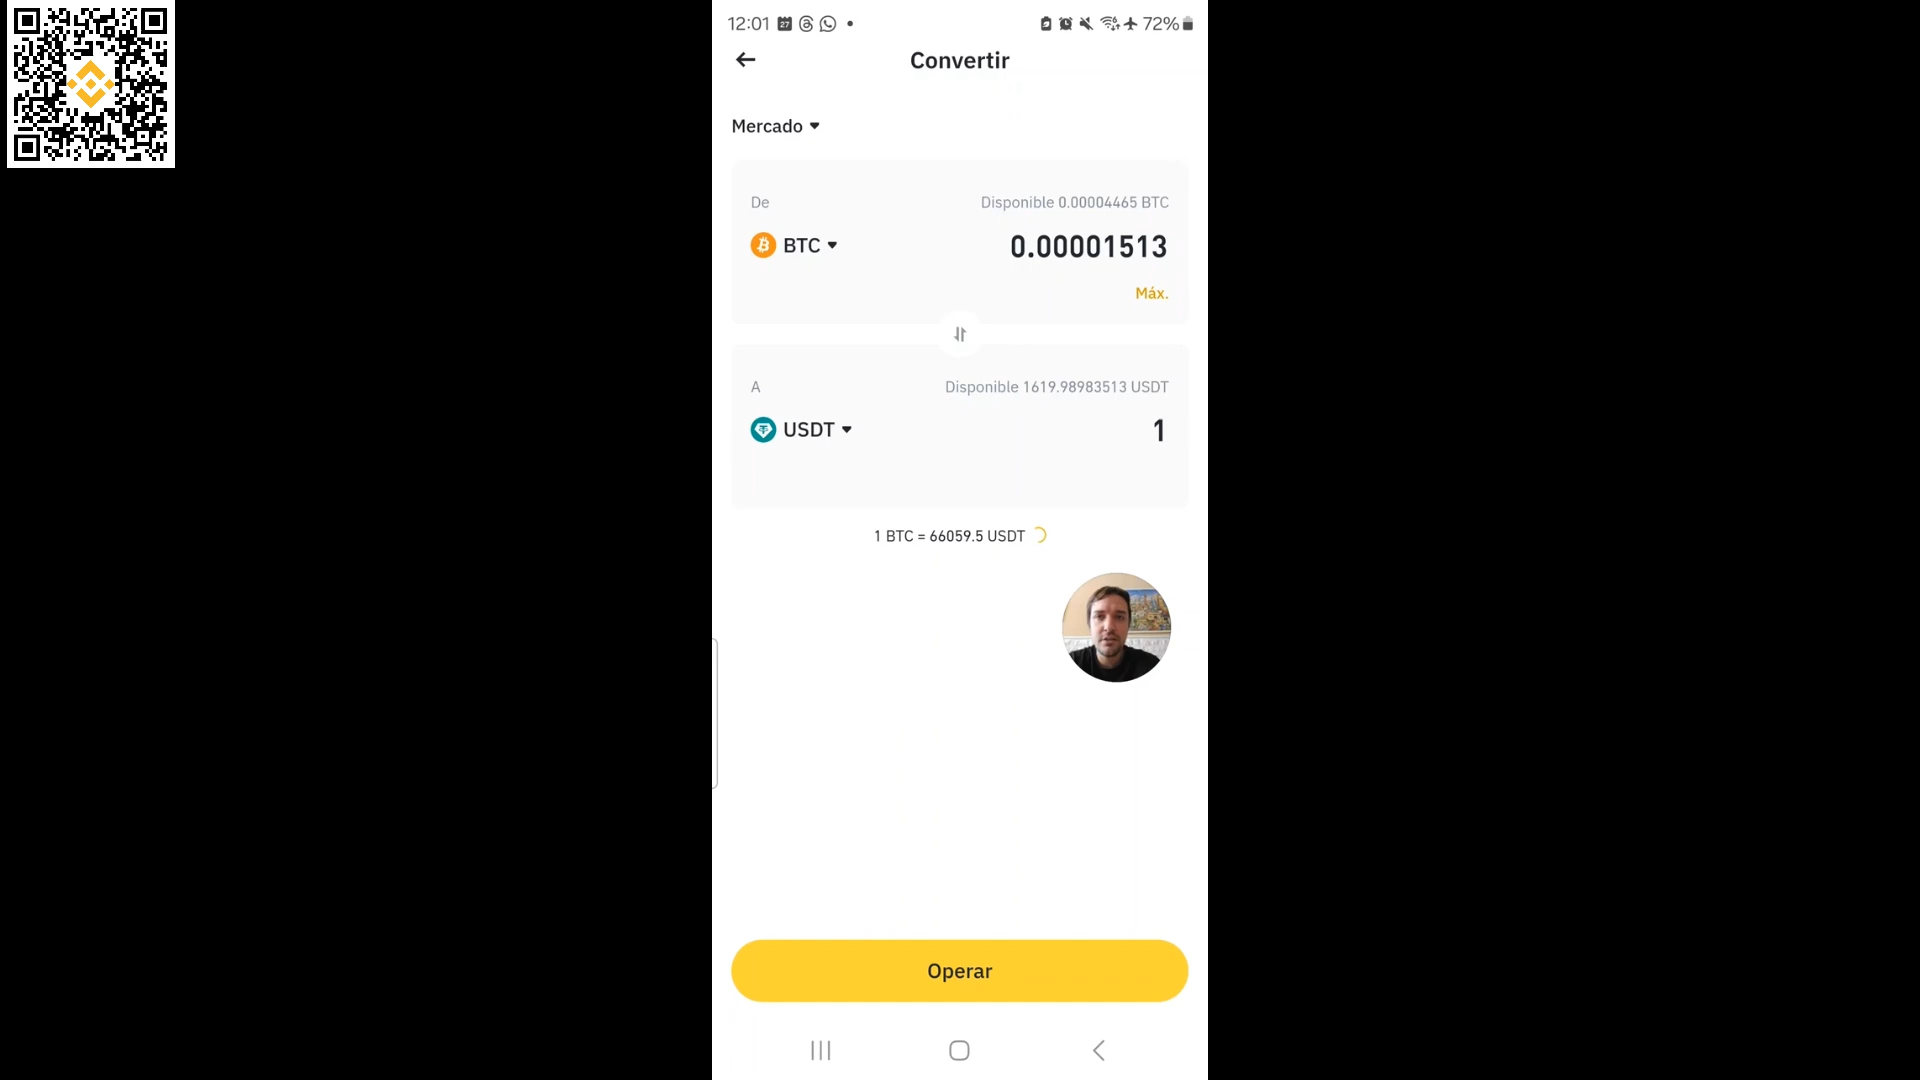 12:01 27 72%
Convertir
Mercado
De Disponible 0.00004465 BTC
BTC 0.00001513
Máx.
A Disponible 1619.98983513 USDT
USDT 1
1 BTC = 66059.5 USDT
Operar